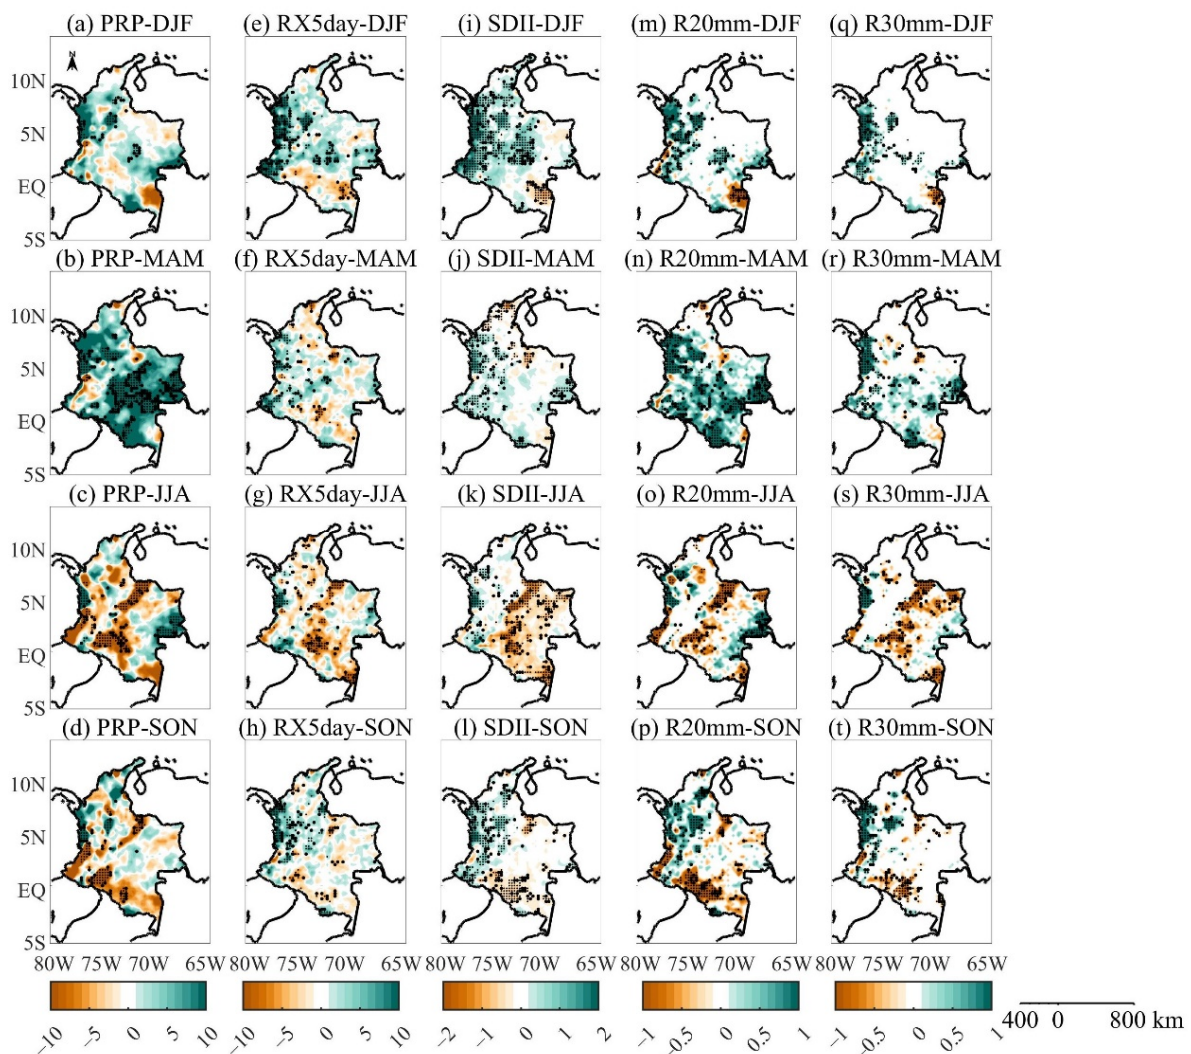 (a) PRP-DJF (e) RX5day-DJF (i) SDII-DJF (m) R20mm-DJF (q) R30mm-DJF
N
10N
5N
EQ
5S
(b) PRP-MAM (f) RX5day-MAM (j) SDII-MAM (n) R20mm-MAM (r) R30mm-MAM
10N
5N
EQ
5S
(c) PRP-JJA (g) RX5day-JJA (k) SDII-JJA (o) R20mm-JJA (s) R30mm-JJA
10N
5N
EQ
5S
(d) PRP-SON (h) RX5day-SON (l) SDII-SON (p) R20mm-SON (t) R30mm-SON
10N
5N
EQ
5S
80W 75W 70W 65W 80W 75W 70W 65W 80W 75W 70W 65W 80W 75W 70W 65W 80W 75W 70W 65W
−10 −5 0 5 10 −10 −5 0 5 10 −2 −1 0 1 2 −1 −0.5 0 0.5 1 −1 −0.5 0 0.5 1
400 0 800 km